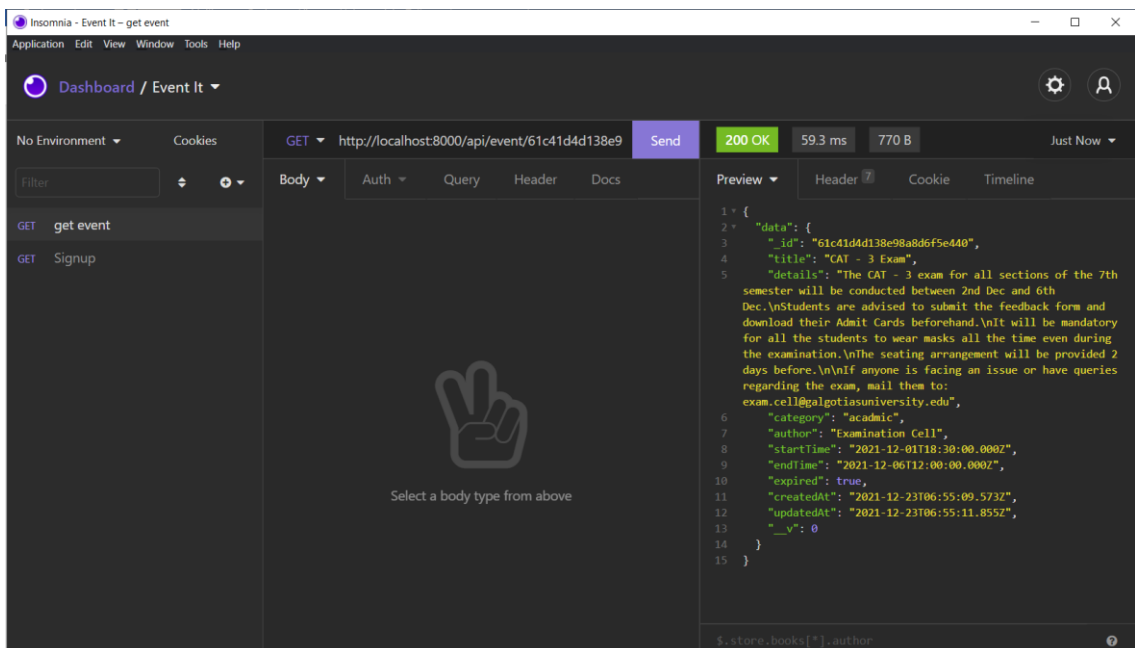 Insomnia - Event It – get event
Application Edit View Window Tools Help
Dashboard / Event It
No Environment Cookies
GET http://localhost:8000/api/event/61c41d4d138e9 Send
200 OK 59.3 ms 770 B Just Now
Filter
Body Auth Query Header Docs
Preview Header 7 Cookie Timeline
GET get event
GET Signup
Select a body type from above
1 {
2 "data": {
3 "_id": "61c41d4d138e98a8d6f5e440",
4 "title": "CAT - 3 Exam",
5 "details": "The CAT - 3 exam for all sections of the 7th
semester will be conducted between 2nd Dec and 6th
Dec.\nStudents are advised to submit the feedback form and
download their Admit Cards beforehand.\nIt will be mandatory
for all the students to wear masks all the time even during
the examination.\nThe seating arrangement will be provided 2
days before.\n\nIf anyone is facing an issue or have queries
regarding the exam, mail them to:
exam.cell@galgotiasuniversity.edu",
6 "category": "acadmic",
7 "author": "Examination Cell",
8 "startTime": "2021-12-01T18:30:00.000Z",
9 "endTime": "2021-12-06T12:00:00.000Z",
10 "expired": true,
11 "createdAt": "2021-12-23T06:55:09.573Z",
12 "updatedAt": "2021-12-23T06:55:11.855Z",
13 "__v": 0
14 }
15 }
$.store.books[*].author